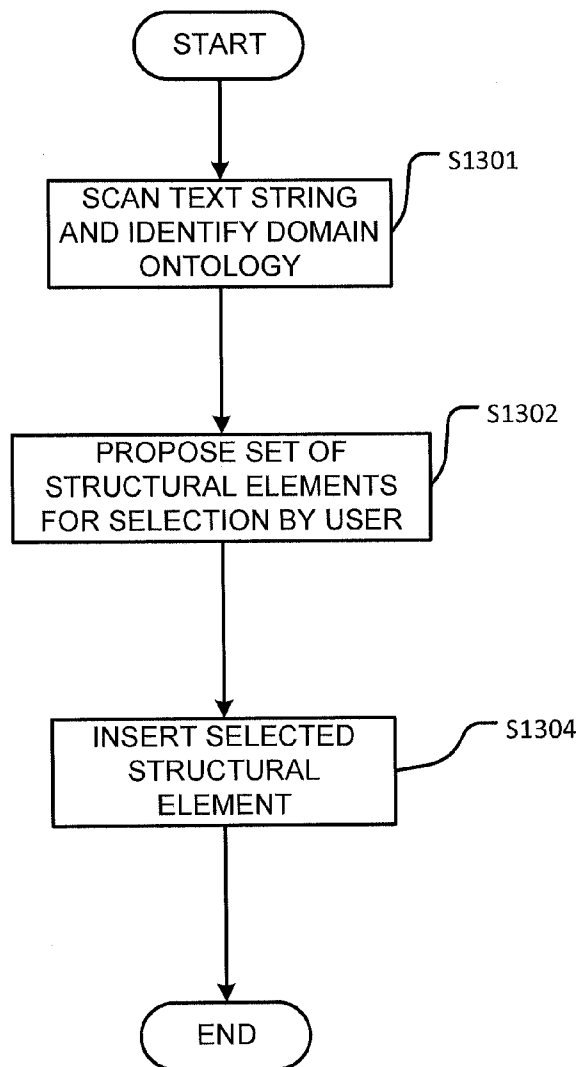 START
S1301
SCAN TEXT STRING
AND IDENTIFY DOMAIN
ONTOLOGY
S1302
PROPOSE SET OF
STRUCTURAL ELEMENTS
FOR SELECTION BY USER
S1304
INSERT SELECTED
STRUCTURAL
ELEMENT
END